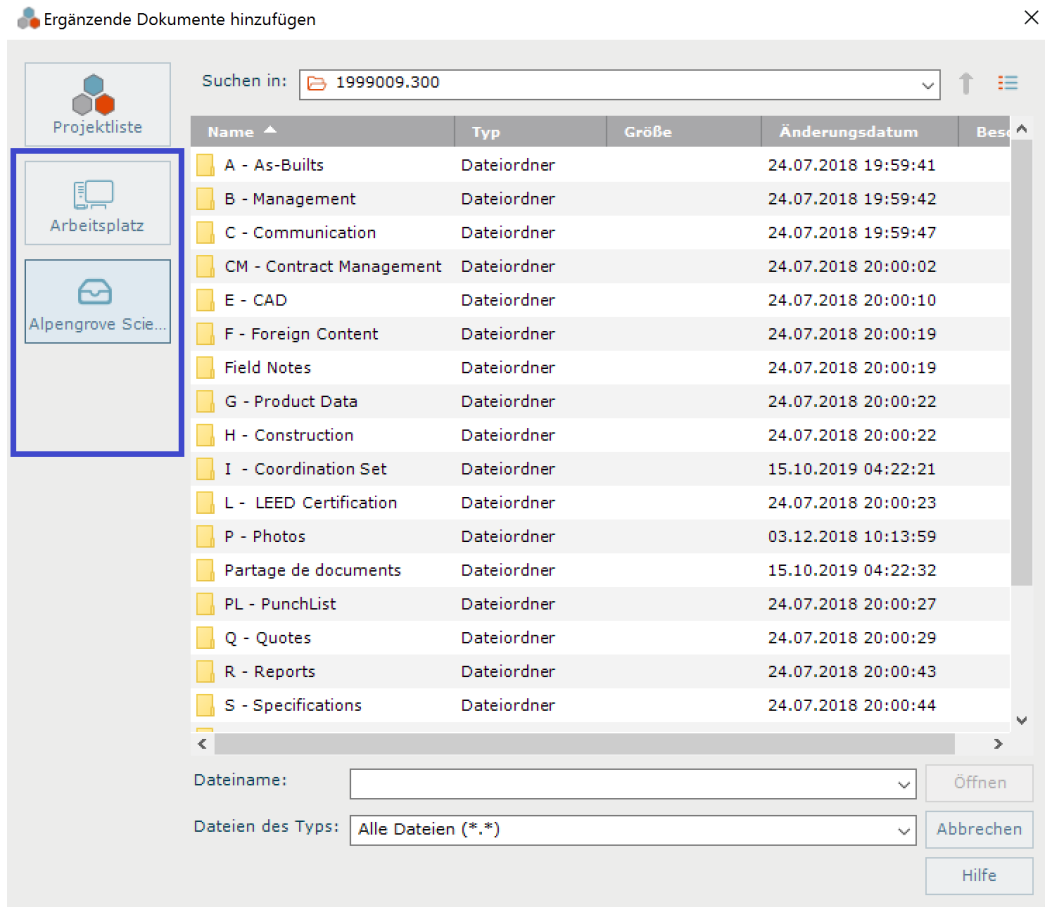 Ergänzende Dokumente hinzufügen
Projektliste
Arbeitsplatz
Alpengrove Scie...
Suchen in: 1999009.300
Name Typ Größe Änderungsdatum
A - As-Builts Dateiordner 24.07.2018 19:59:41
B - Management Dateiordner 24.07.2018 19:59:42
C - Communication Dateiordner 24.07.2018 19:59:47
CM - Contract Management Dateiordner 24.07.2018 20:00:02
E - CAD Dateiordner 24.07.2018 20:00:10
F - Foreign Content Dateiordner 24.07.2018 20:00:19
Field Notes Dateiordner 24.07.2018 20:00:19
G - Product Data Dateiordner 24.07.2018 20:00:22
H - Construction Dateiordner 24.07.2018 20:00:22
I - Coordination Set Dateiordner 15.10.2019 04:22:21
L - LEED Certification Dateiordner 24.07.2018 20:00:23
P - Photos Dateiordner 03.12.2018 10:13:59
Partage de documents Dateiordner 15.10.2019 04:22:32
PL - PunchList Dateiordner 24.07.2018 20:00:27
Q - Quotes Dateiordner 24.07.2018 20:00:29
R - Reports Dateiordner 24.07.2018 20:00:43
S - Specifications Dateiordner 24.07.2018 20:00:44
Dateiname: Öffnen
Dateien des Typs: Alle Dateien (*.*) Abbrechen
Hilfe